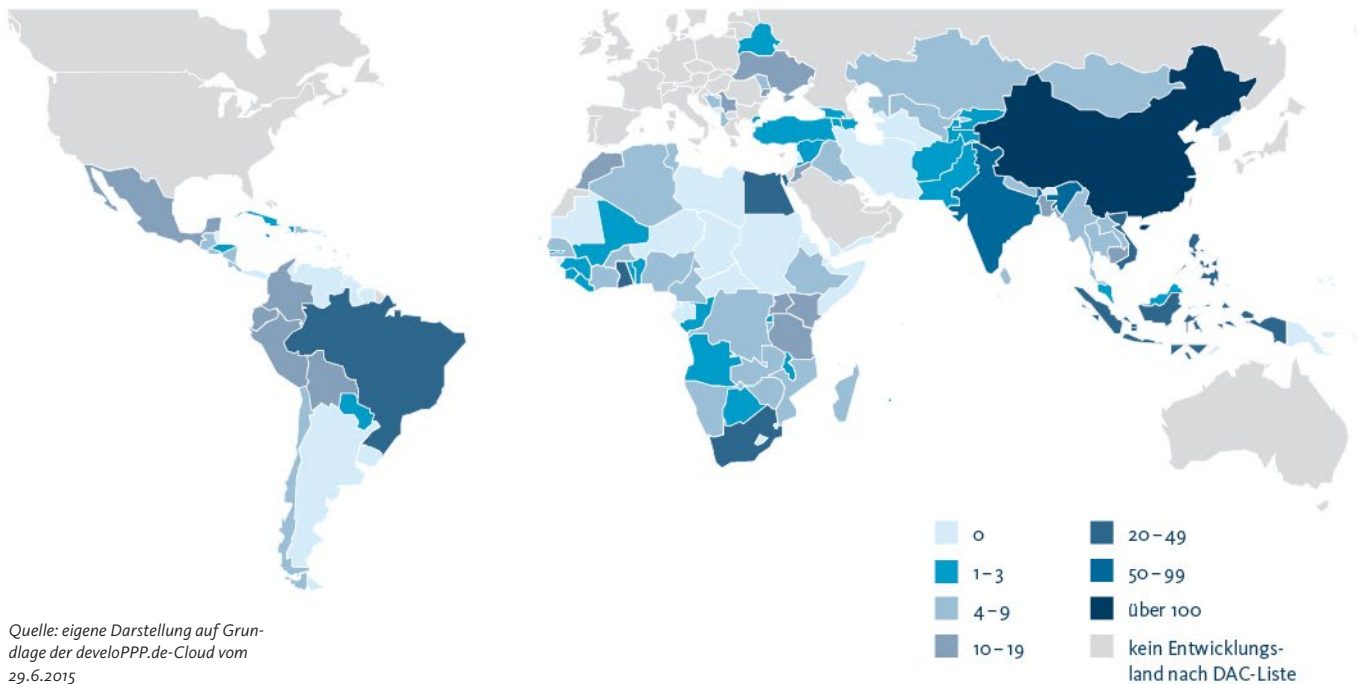 0
1–3
4–9
10–19
20–49
50–99
über 100
kein Entwicklungs-
land nach DAC-Liste
Quelle: eigene Darstellung auf Grun-
dlage der develoPPP.de-Cloud vom
29.6.2015